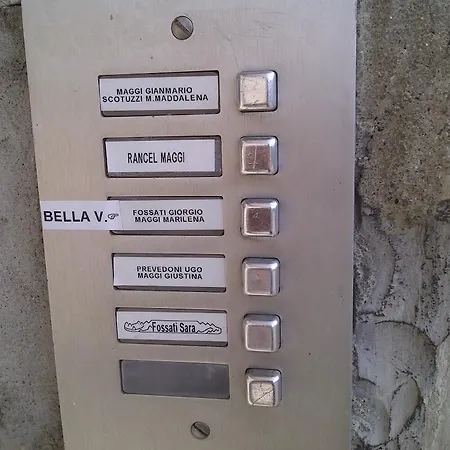 MAGGI GIANMARIO
SCOTUZZI M.MADDALENA
RANCEL MAGGI
BELLA V.
FOSSATI GIORGIO
MAGGI MARILENA
PREVEDONI UGO
MAGGI GIUSTINA
Fossati Sara